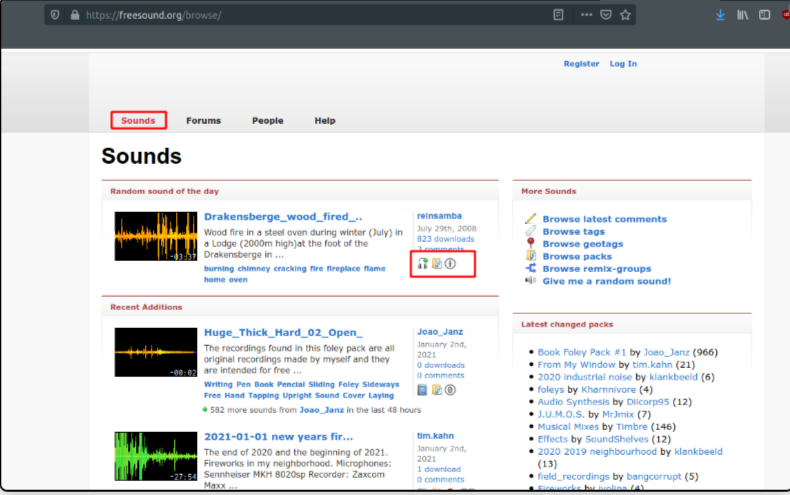 https://freesound.org/browse/
Register Log In
Sounds Forums People Help
Sounds
Random sound of the day
-03:37
Drakensberge_wood_fired_..
Wood fire in a steel oven during winter (July) in
a Lodge (2000m high)at the foot of the
Drakensberge in ...
burning chimney cracking fire fireplace flame
home oven
reinsamba
July 29th, 2008
823 downloads
comments
Recent Additions
-00:02
Huge_Thick_Hard_02_Open_
The recordings found in this foley pack are all
original recordings made by myself and they
are intended for free ...
Writing Pen Book Pencial Sliding Foley Sideways
Free Hand Tapping Upright Sound Cover Laying
582 more sounds from Joao_Janz in the last 48 hours
Joao_Janz
January 2nd,
2021
0 downloads
0 comments
-27:54
2021-01-01 new years fir...
The end of 2020 and the beginning of 2021.
Fireworks in my neighborhood. Microphones:
Sennheiser MKH 8020sp Recorder: Zaxcom
Maxx ...
tim.kahn
January 2nd,
2021
1 download
0 comments
More Sounds
Browse latest comments
Browse tags
Browse geotags
Browse packs
Browse remix-groups
Give me a random sound!
Latest changed packs
Book Foley Pack #1 by Joao_Janz (966)
From My Window by tim.kahn (21)
2020 industrial noise by klankbeeld (6)
foleys by Kharnnivore (4)
Audio Synthesis by Diicorp95 (12)
J.U.M.O.S. by MrJmix (7)
Musical Mixes by Timbre (146)
Effects by SoundShelves (12)
2020 2019 neighbourhood by klankbeeld
(13)
field_recordings by bangcorrupt (5)
Fireworks by ivolipa (4)